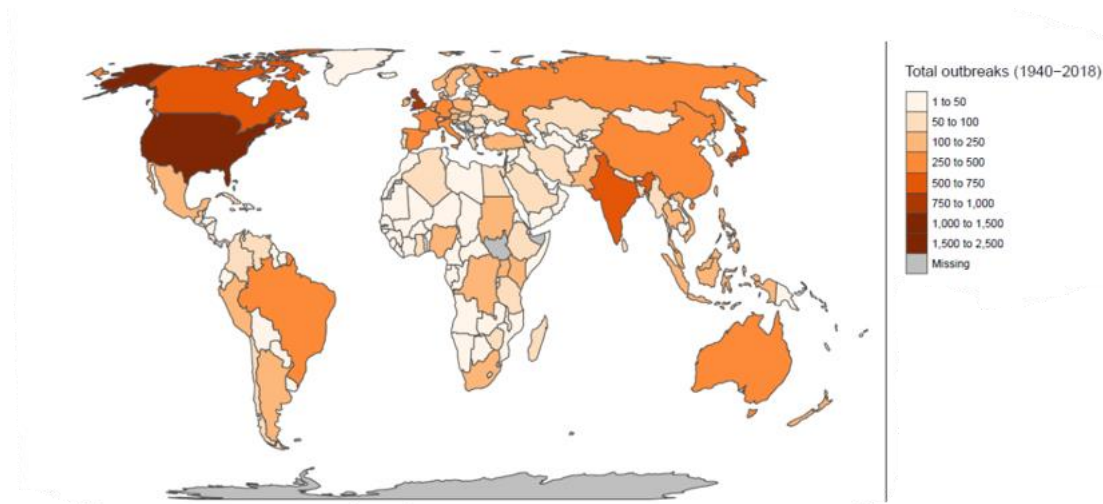 Total outbreaks (1940−2018)
1 to 50
50 to 100
100 to 250
250 to 500
500 to 750
750 to 1,000
1,000 to 1,500
1,500 to 2,500
Missing